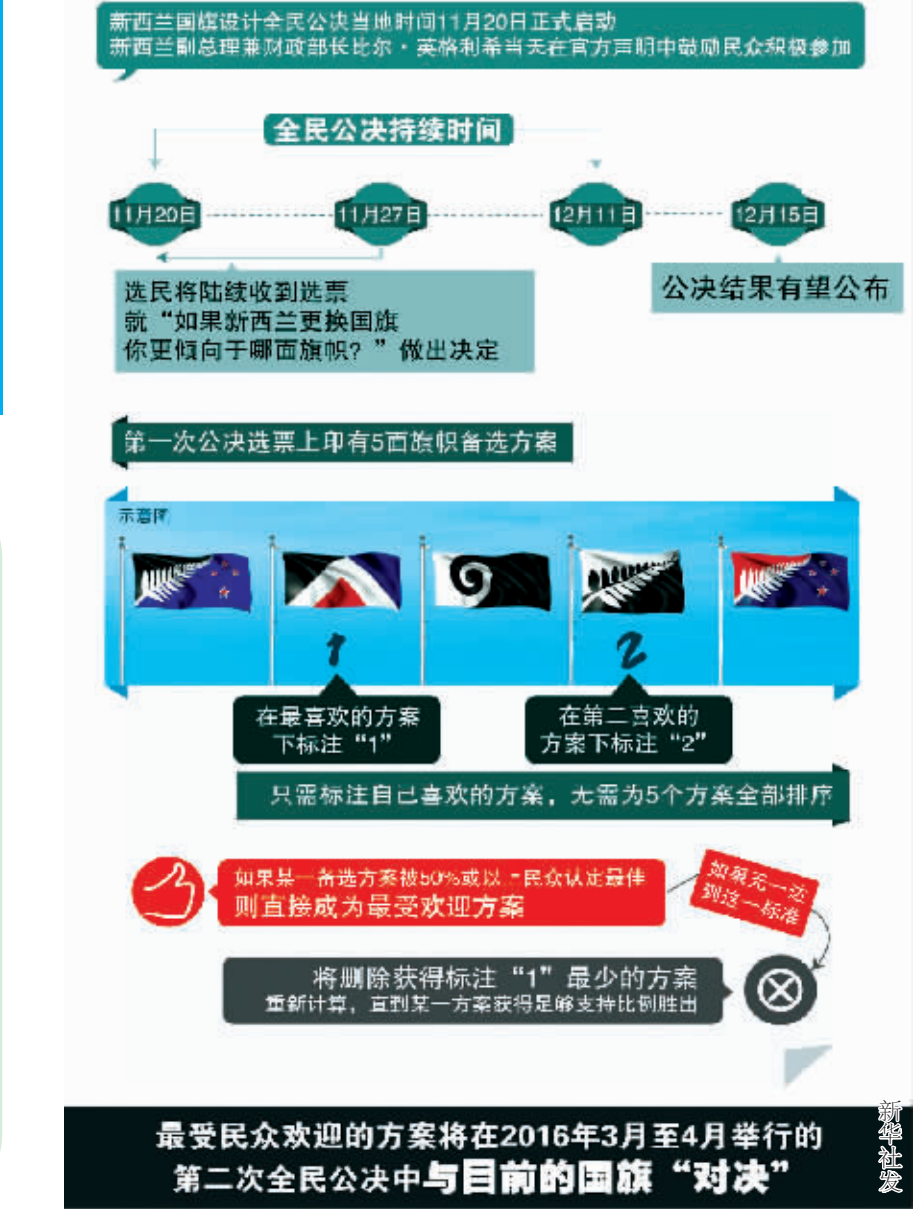 新西兰国旗设计全民公决当地时间11月20日正式启动
新西兰副总理兼财政部长比尔·英格利希当天在官方声明中鼓励民众积极参加
全民公决持续时间
11月20日
11月27日
12月11日
12月15日
选民将陆续收到选票
就“如果新西兰更换国旗
你更倾向于哪面旗帜?”做出决定
公决结果有望公布
第一次公决选票上印有5面旗帜备选方案
示意图
1
2
在最喜欢的方案
下标注“1”
在第二喜欢的
方案下标注“2”
只需标注自己喜欢的方案，无需为5个方案全部排序
如果某一备选方案被50%或以上民众认定最佳
则直接成为最受欢迎方案
如果无一达
到这一标准
将删除获得标注“1”最少的方案
重新计算，直到某一方案获得足够支持比例胜出
最受民众欢迎的方案将在2016年3月至4月举行的
第二次全民公决中与目前的国旗“对决”
新华社发